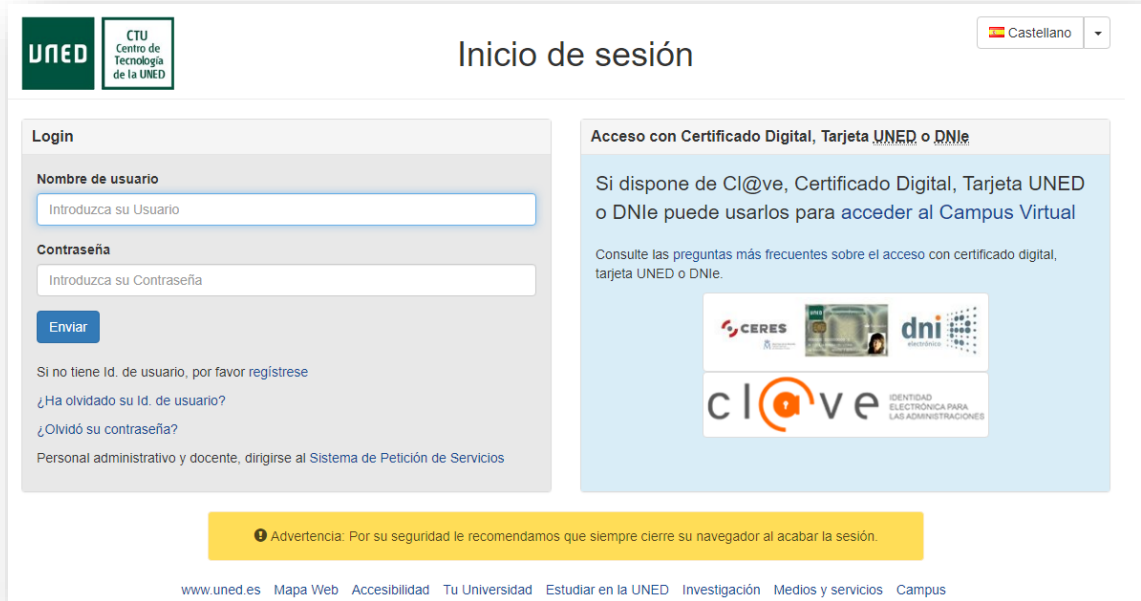 UNED
CTU
Centro de
Tecnología
de la UNED
Inicio de sesión
Castellano
Login
Nombre de usuario
Introduzca su Usuario
Contraseña
Introduzca su Contraseña
Enviar
Si no tiene Id. de usuario, por favor regístrese
¿Ha olvidado su Id. de usuario?
¿Olvidó su contraseña?
Personal administrativo y docente, dirigirse al Sistema de Petición de Servicios
Acceso con Certificado Digital, Tarjeta UNED o DNIe
Si dispone de Cl@ve, Certificado Digital, Tarjeta UNED
o DNIe puede usarlos para acceder al Campus Virtual
Consulte las preguntas más frecuentes sobre el acceso con certificado digital,
tarjeta UNED o DNIe.
CERES
UNED
dni
electrónico
cl@ve
IDENTIDAD
ELECTRÓNICA PARA
LAS ADMINISTRACIONES
Advertencia: Por su seguridad le recomendamos que siempre cierre su navegador al acabar la sesión.
www.uned.es Mapa Web Accesibilidad Tu Universidad Estudiar en la UNED Investigación Medios y servicios Campus